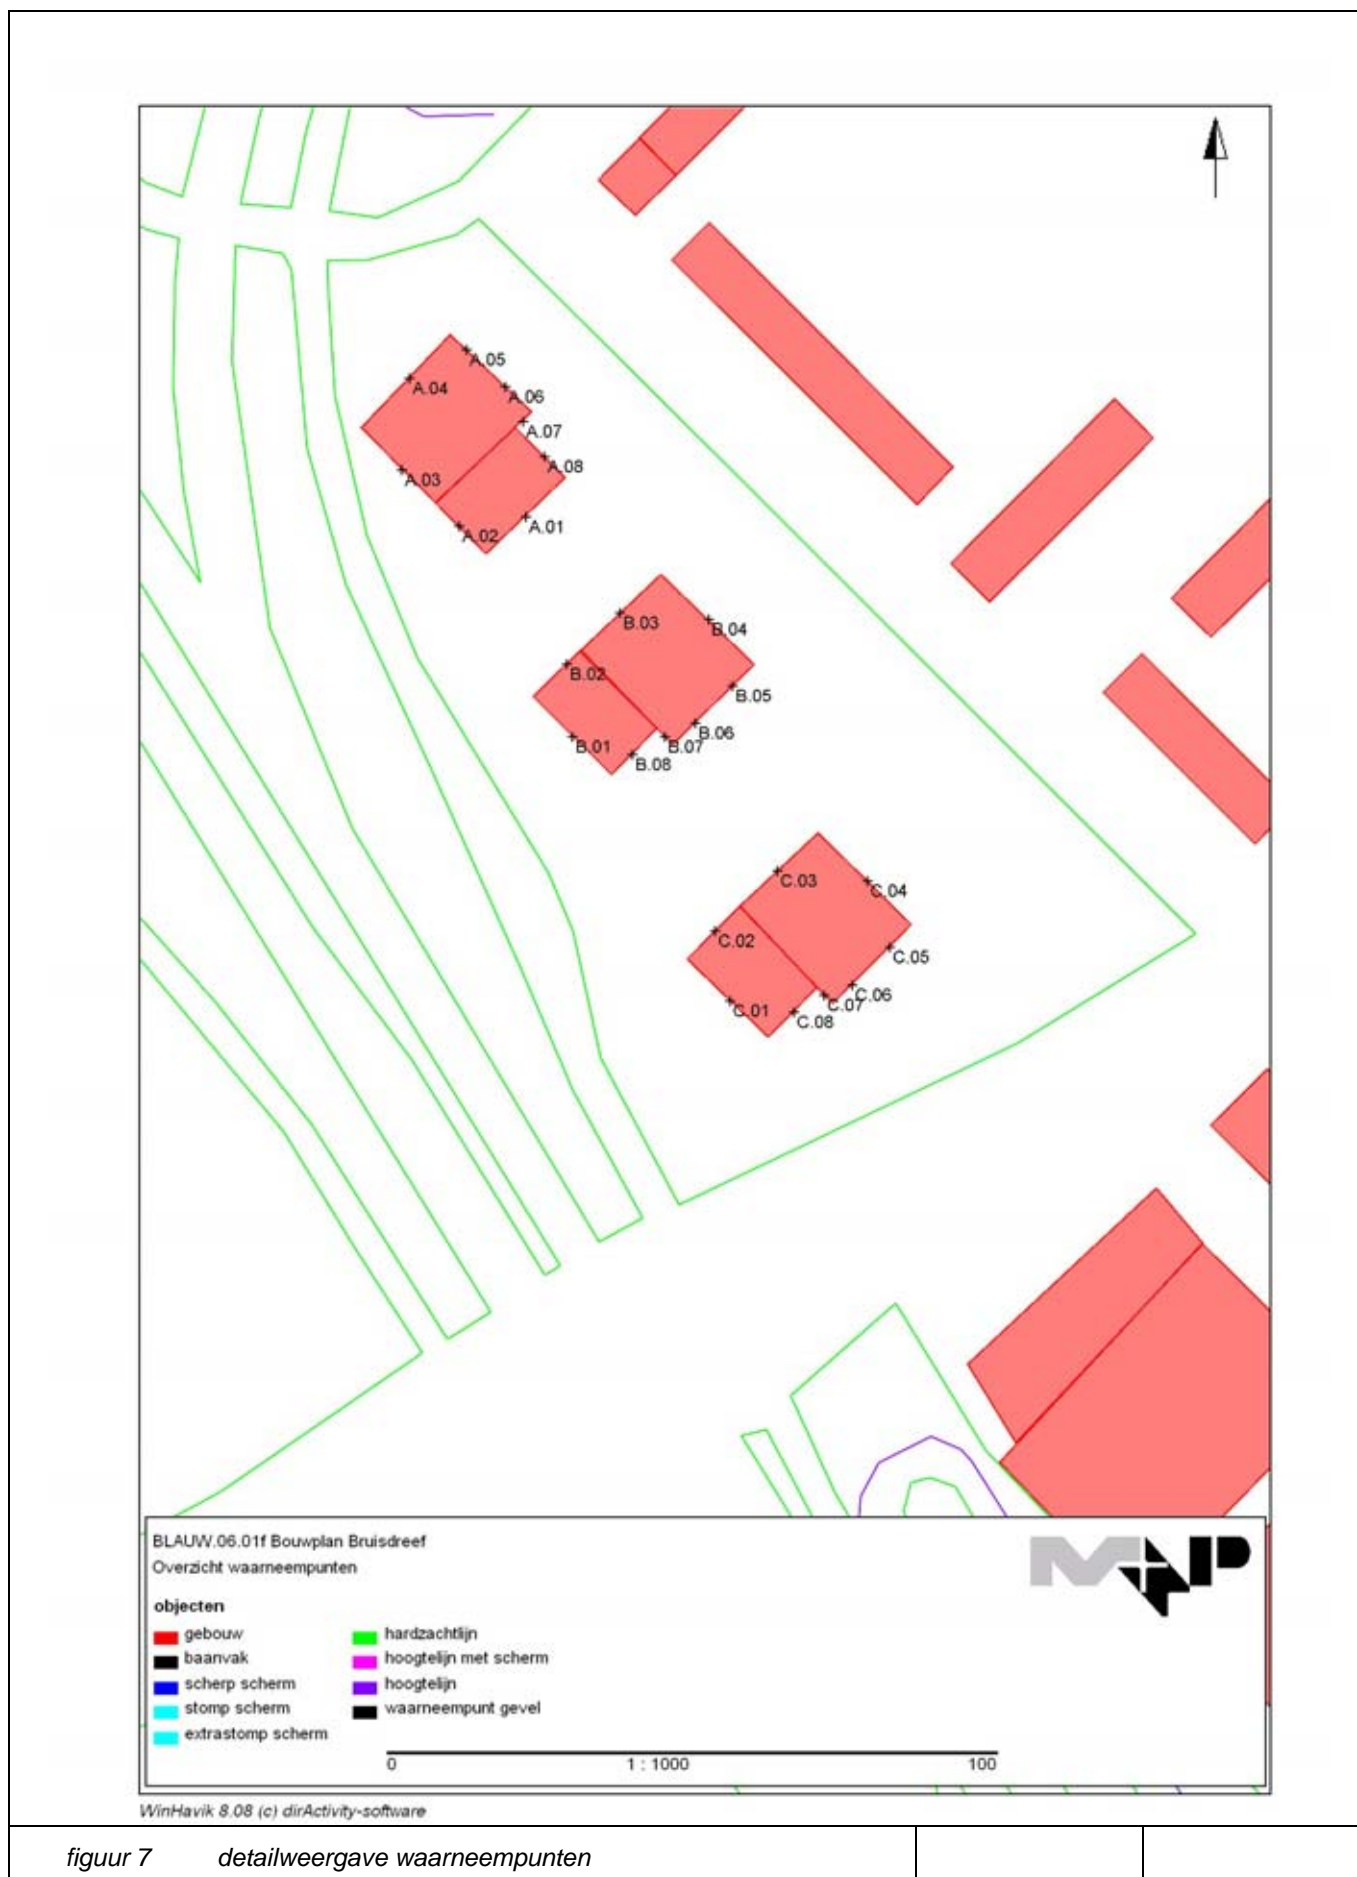 A.05
A.04
A.06
A.07
A.08
A.03
A.01
A.02
B.03
B.04
B.02
B.05
B.06
B.01
B.07
B.08
C.03
C.04
C.02
C.05
C.06
C.07
C.01
C.08
BLAUW.06.01f Bouwplan Bruisdreef
Overzicht waarneempunten
M+P
objecten
gebouw
hardzachtlijn
baanvak
hoogtelijn met scherm
scherp scherm
hoogtelijn
stomp scherm
waarneempunt gevel
extrastomp scherm
0 1 : 1000 100
WinHavik 8.08 (c) dirActivity-software
figuur 7 detailweergave waarneempunten